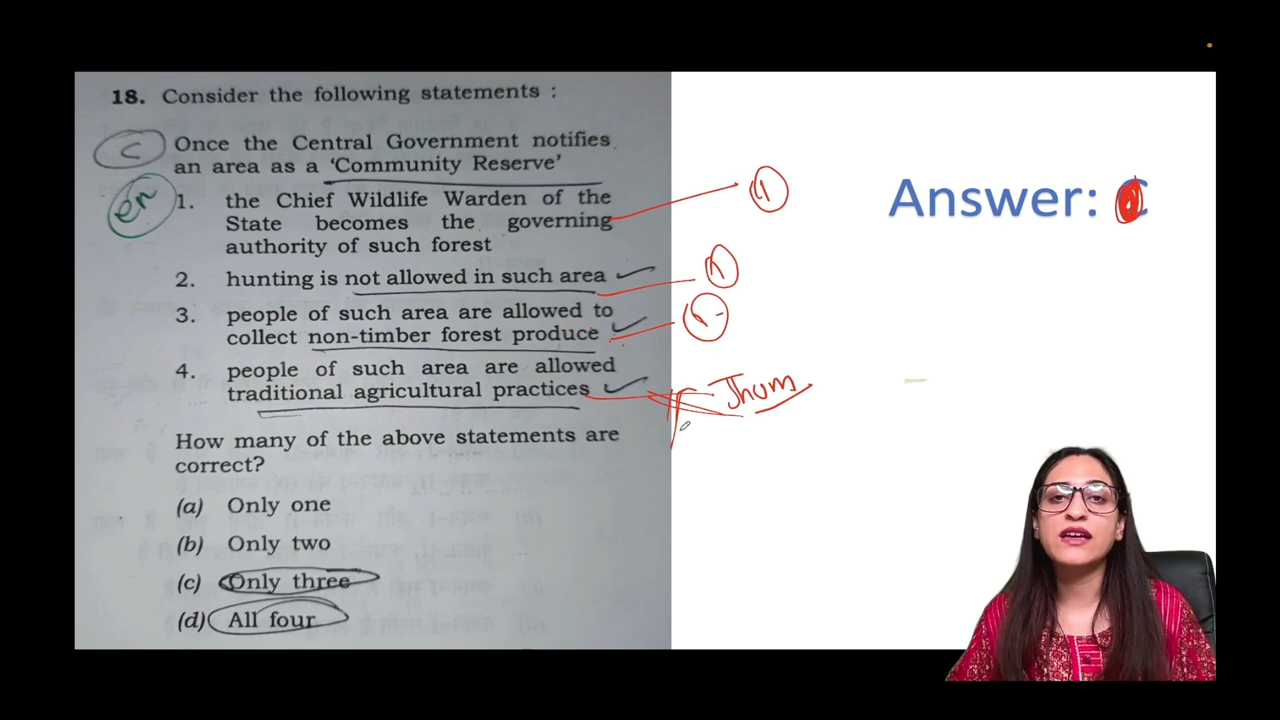 18. Consider the following statements :
C Once the Central Government notifies
an area as a ‘Community Reserve’
en 1. the Chief Wildlife Warden of the
State becomes the governing
authority of such forest
2. hunting is not allowed in such area
3. people of such area are allowed to
collect non-timber forest produce
4. people of such area are allowed
traditional agricultural practices
How many of the above statements are
correct?
(a) Only one
(b) Only two
(c) Only three
(d) All four
Jhum
Answer: C